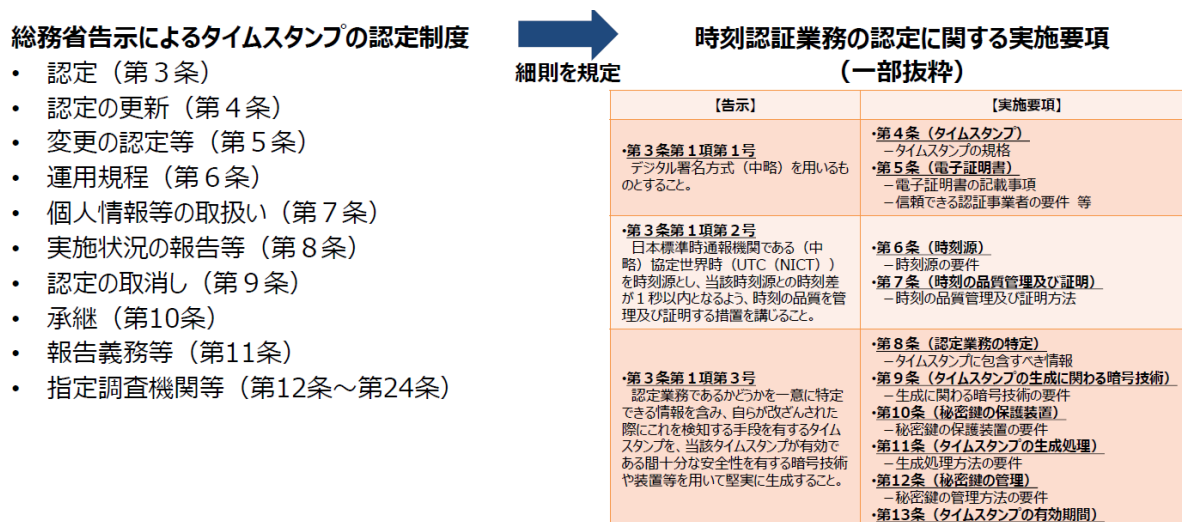 総務省告示によるタイムスタンプの認定制度
• 認定（第３条）
• 認定の更新（第４条）
• 変更の認定等（第５条）
• 運用規程（第６条）
• 個人情報等の取扱い（第７条）
• 実施状況の報告等（第８条）
• 認定の取消し（第９条）
• 承継（第10条）
• 報告義務等（第11条）
• 指定調査機関等（第12条～第24条）
細則を規定
時刻認証業務の認定に関する実施要項
（一部抜粋）
【告示】
【実施要項】
・第３条第１項第１号
デジタル署名方式（中略）を用いるも
のとすること。
・第４条（タイムスタンプ）
－タイムスタンプの規格
・第５条（電子証明書）
－電子証明書の記載事項
－信頼できる認証事業者の要件 等
・第３条第１項第２号
日本標準時通報機関である（中
略）協定世界時（UTC（NICT））
を時刻源とし、当該時刻源との時刻差
が１秒以内となるよう、時刻の品質を管
理及び証明する措置を講じること。
・第６条（時刻源）
－時刻源の要件
・第７条（時刻の品質管理及び証明）
－時刻の品質管理及び証明方法
・第３条第１項第３号
認定業務であるかどうかを一意に特定
できる情報を含み、自らが改ざんされた
際にこれを検知する手段を有するタイム
スタンプを、当該タイムスタンプが有効で
ある間十分な安全性を有する暗号技術
や装置等を用いて堅実に生成すること。
・第８条（認定業務の特定）
－タイムスタンプに包含すべき情報
・第９条（タイムスタンプの生成に関わる暗号技術）
－生成に関わる暗号技術の要件
・第10条（秘密鍵の保護装置）
－秘密鍵の保護装置の要件
・第11条（タイムスタンプの生成処理）
－生成処理方法の要件
・第12条（秘密鍵の管理）
－秘密鍵の管理方法の要件
・第13条（タイムスタンプの有効期間）